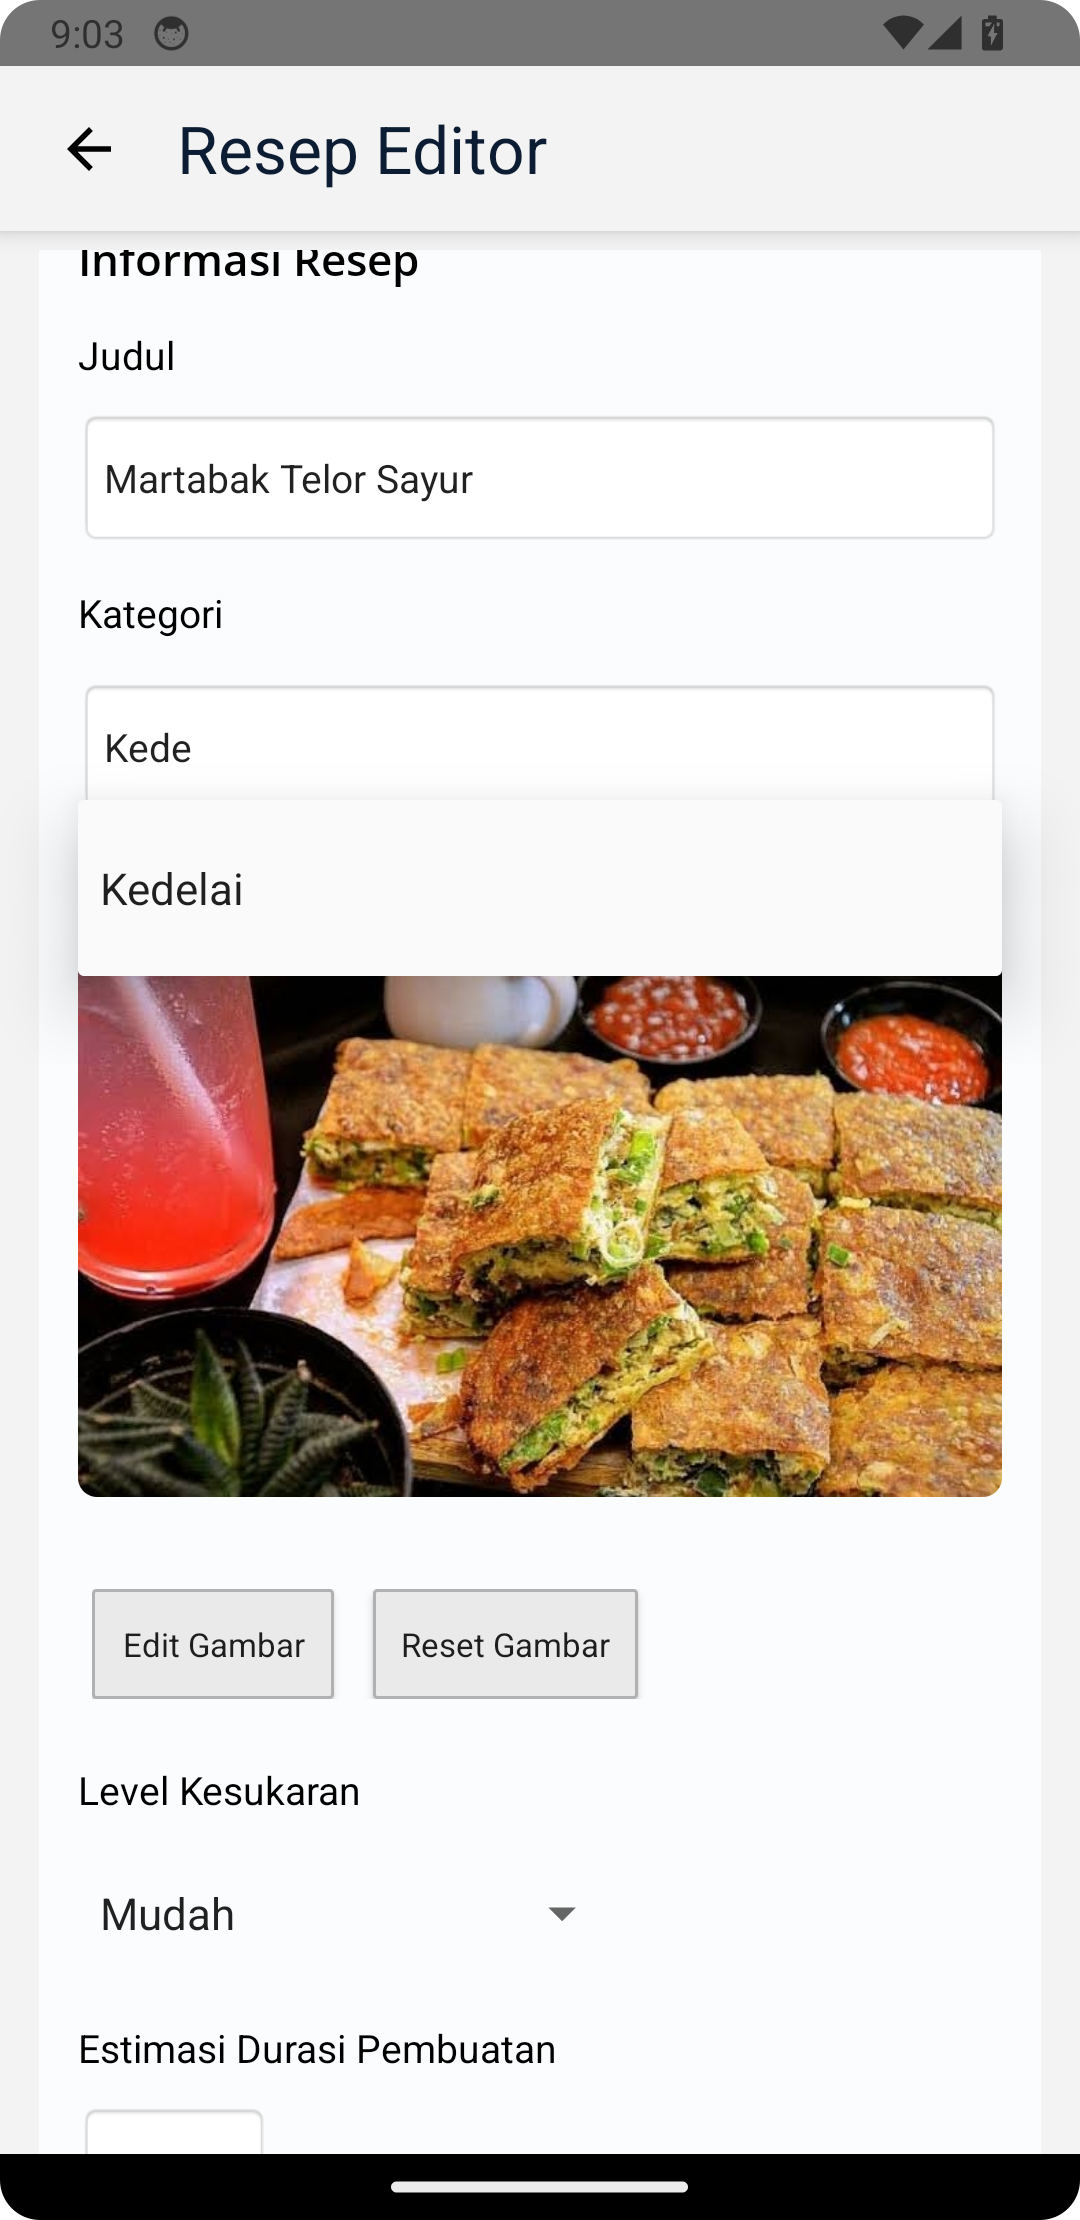 9:03
Resep Editor
Informasi Resep
Judul
Martabak Telor Sayur
Kategori
Kede
Kedelai
Edit Gambar
Reset Gambar
Level Kesukaran
Mudah
Estimasi Durasi Pembuatan